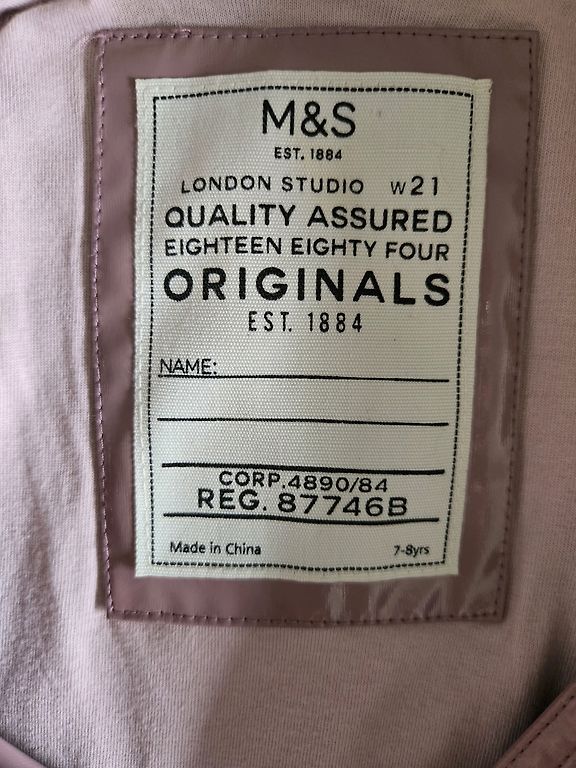 M&S
EST. 1884
LONDON STUDIO W21
QUALITY ASSURED
EIGHTEEN EIGHTY FOUR
ORIGINALS
EST. 1884
NAME:
CORP.4890/84
REG. 87746B
Made in China 7-8yrs